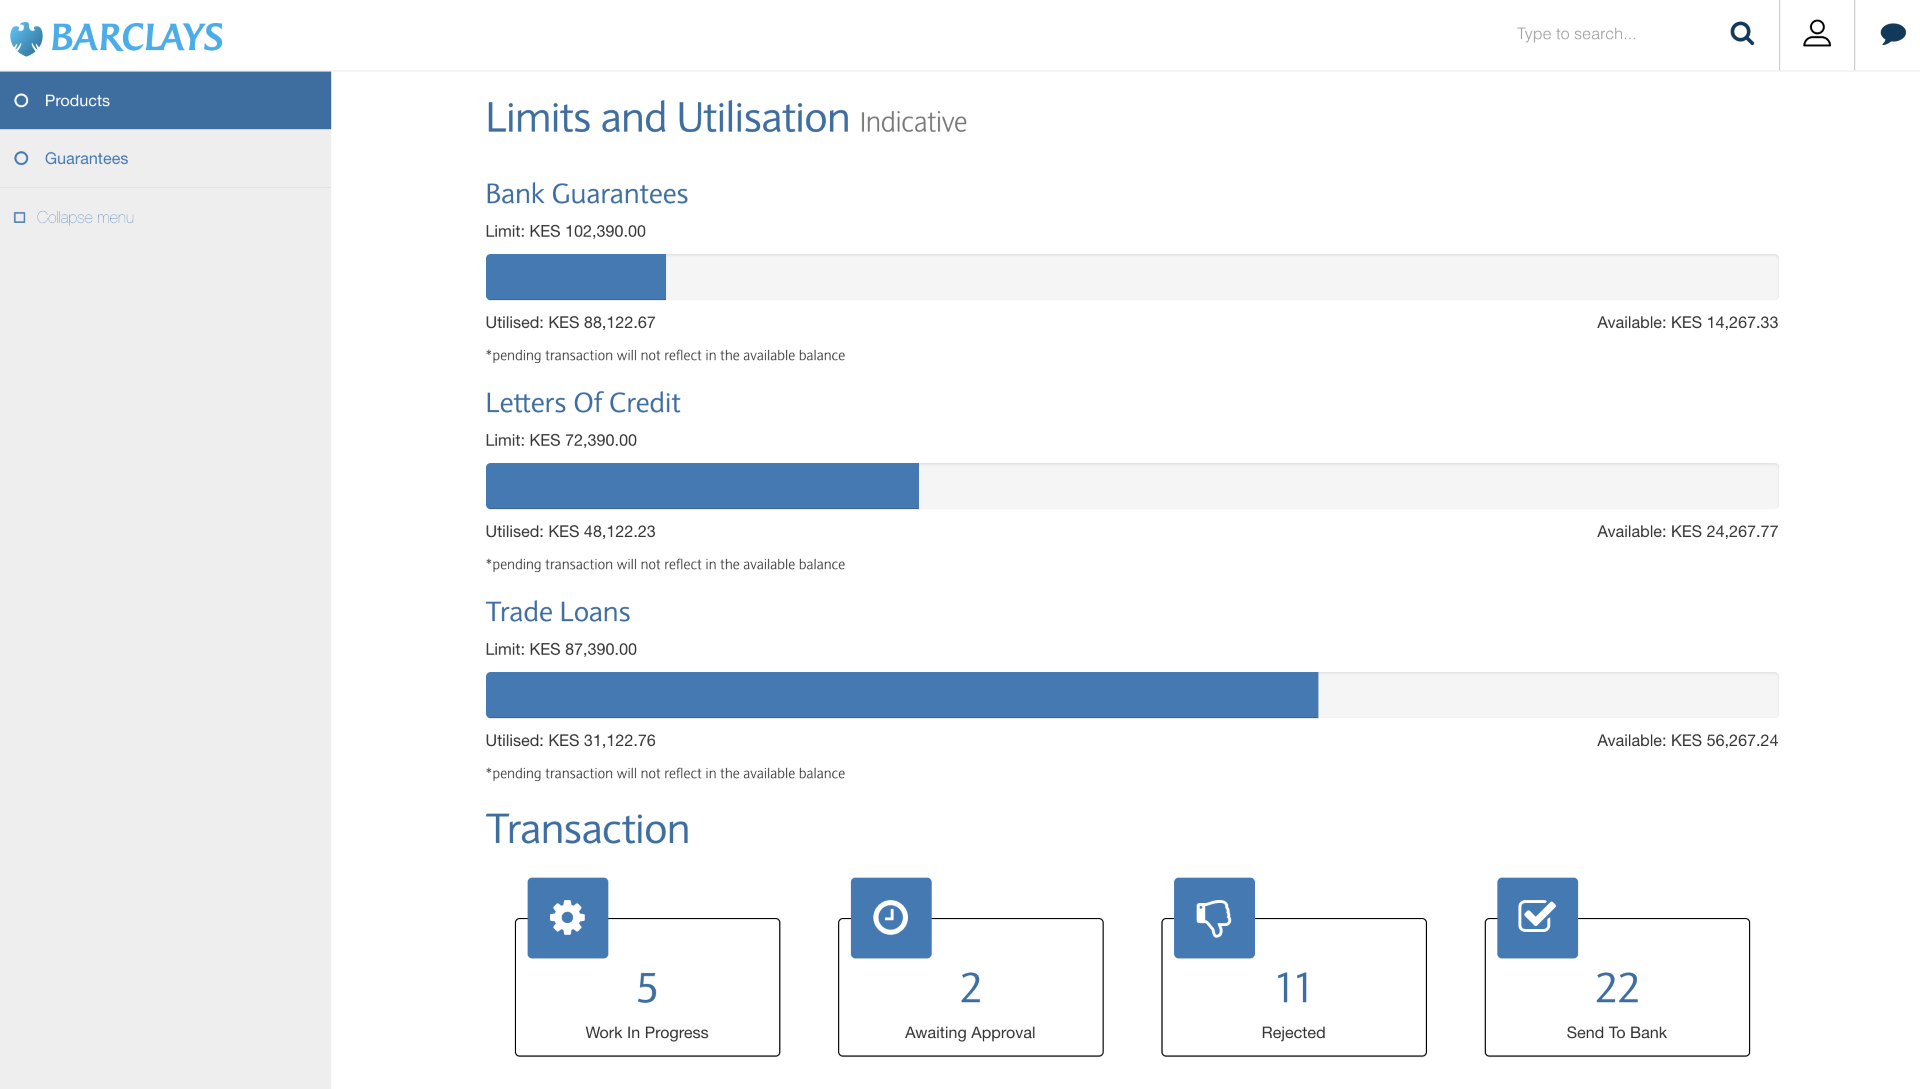 BARCLAYS
Type to search...
Products
Guarantees
Collapse menu
Limits and Utilisation Indicative
Bank Guarantees
Limit: KES 102,390.00
Utilised: KES 88,122.67 Available: KES 14,267.33
*pending transaction will not reflect in the available balance
Letters Of Credit
Limit: KES 72,390.00
Utilised: KES 48,122.23 Available: KES 24,267.77
*pending transaction will not reflect in the available balance
Trade Loans
Limit: KES 87,390.00
Utilised: KES 31,122.76 Available: KES 56,267.24
*pending transaction will not reflect in the available balance
Transaction
5
Work In Progress
2
Awaiting Approval
11
Rejected
22
Send To Bank